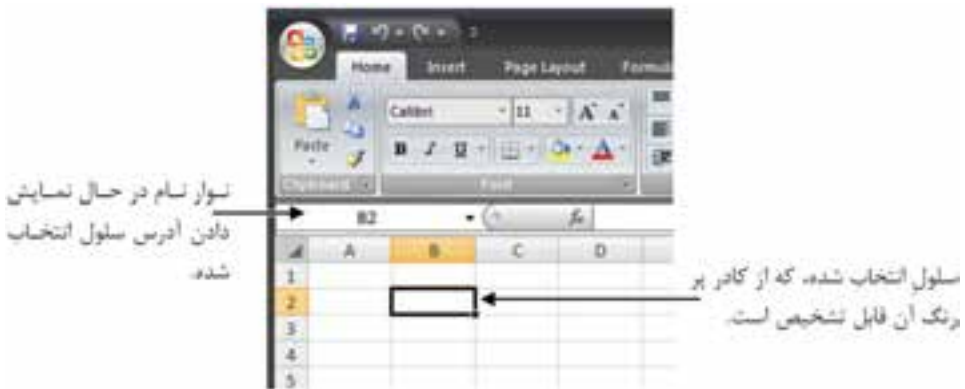 Home Insert Page Layout Formula
Calibri 11 A A
Paste B I U A
Clipboard Font
B2 fx
A B C D
1
2
3
4
5
نوار نام در حال نمایش
دادن آدرس سلول انتخاب
شده.
سلول انتخاب شده، که از کادر پر
رنگ آن قابل تشخیص است.